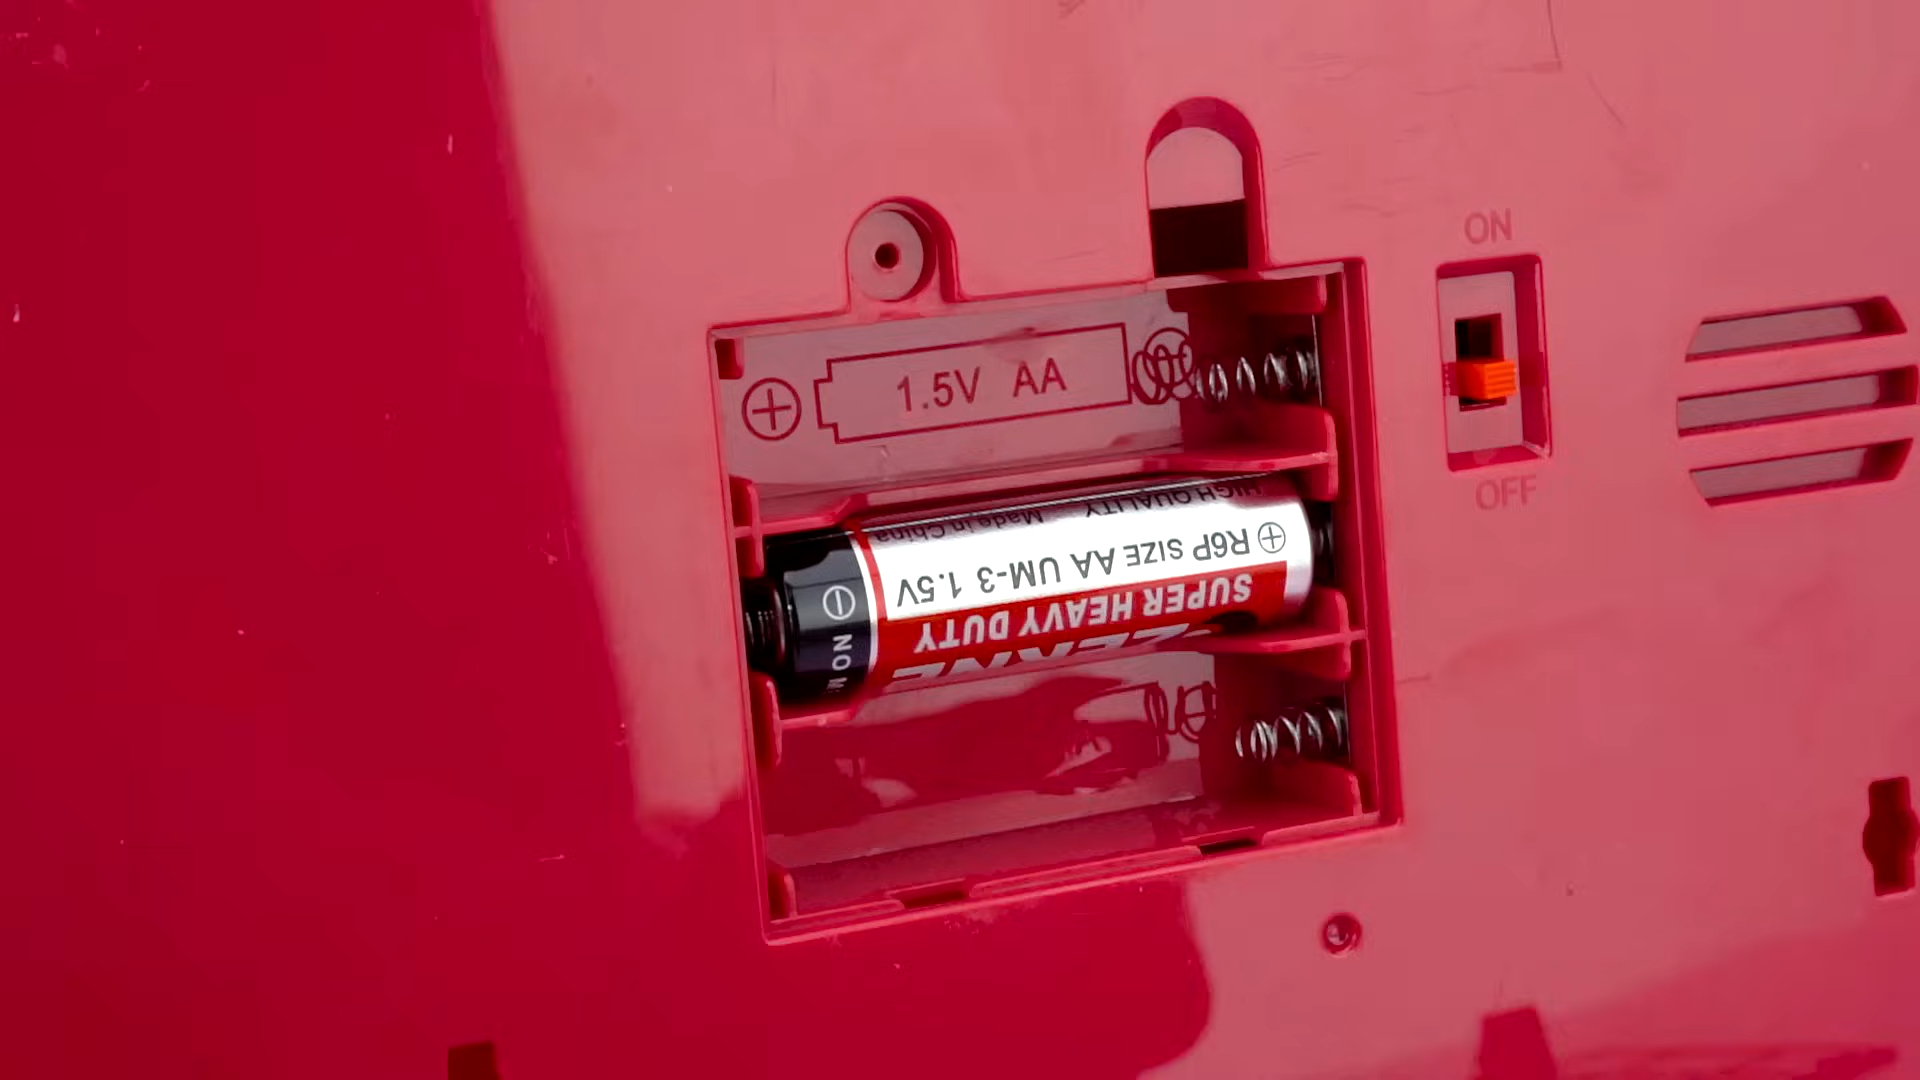 ON
1.5V AA
OFF
HIGH QUALITY
Made in China
R6P SIZE AA UM-3 1.5V
SUPER HEAVY DUTY
NO